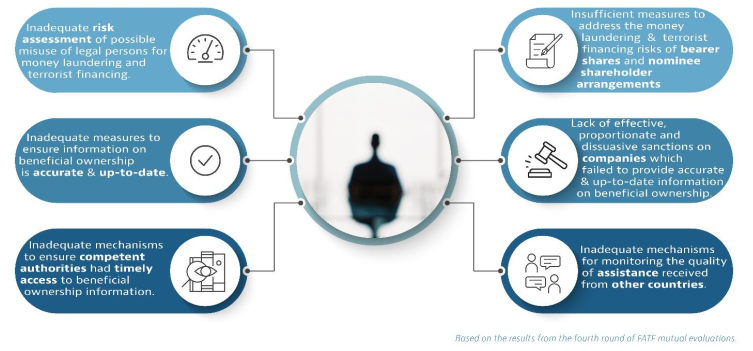 Inadequate risk
assessment of possible
misuse of legal persons for
money laundering and
terrorist financing.
Inadequate measures to
ensure information on
beneficial ownership
is accurate & up-to-date.
Inadequate mechanisms
to ensure competent
authorities had timely
access to beneficial
ownership information.
Insufficient measures to
address the money
laundering & terrorist
financing risks of bearer
shares and nominee
shareholder
arrangements
Lack of effective,
proportionate and
dissuasive sanctions on
companies which
failed to provide accurate
& up-to-date information
on beneficial ownership.
Inadequate mechanisms
for monitoring the quality
of assistance received
from other countries.
Based on the results from the fourth round of FATF mutual evaluations.